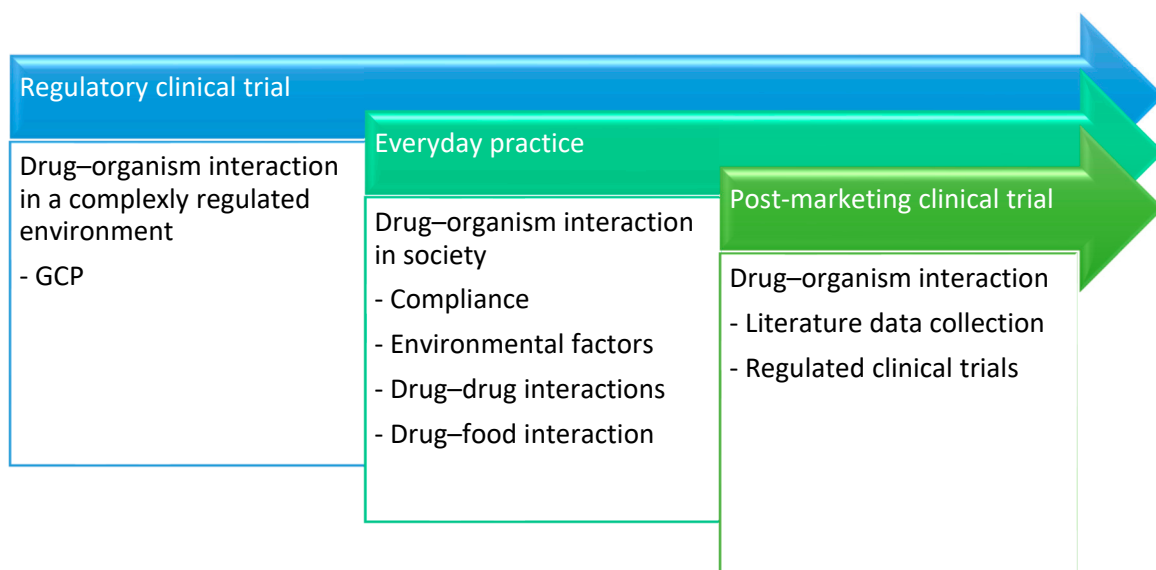 Regulatory clinical trial
Drug–organism interaction
in a complexly regulated
environment
- GCP
Everyday practice
Drug–organism interaction
in society
- Compliance
- Environmental factors
- Drug–drug interactions
- Drug–food interaction
Post-marketing clinical trial
Drug–organism interaction
- Literature data collection
- Regulated clinical trials